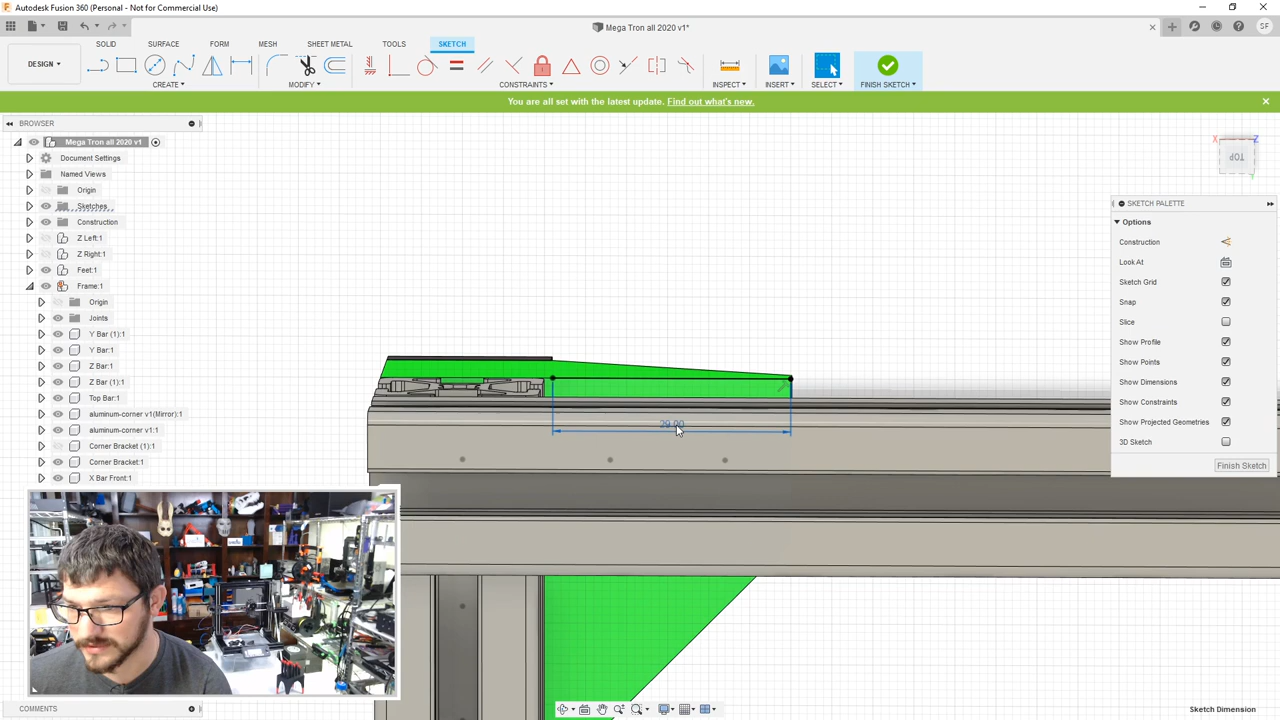 Autodesk Fusion 360 (Personal - Not for Commercial Use)
Mega Tron all 2020 v1*
SF
SOLID SURFACE FORM MESH SHEET METAL TOOLS SKETCH
DESIGN
CREATE MODIFY CONSTRAINTS INSPECT INSERT SELECT FINISH SKETCH
You are all set with the latest update. Find out what's new.
BROWSER
Mega Tron all 2020 v1
Document Settings
Named Views
Origin
Sketches
Construction
Z Left:1
Z Right:1
Feet:1
Frame:1
Origin
Joints
Y Bar (1):1
Y Bar:1
Z Bar:1
Z Bar (1):1
Top Bar:1
aluminum-corner v1(Mirror):1
aluminum-corner v1:1
Corner Bracket (1):1
Corner Bracket:1
X Bar Front:1
X
Z
TOP
SKETCH PALETTE
Options
Construction
Look At
Sketch Grid
Snap
Slice
Show Profile
Show Points
Show Dimensions
Show Constraints
Show Projected Geometries
3D Sketch
Finish Sketch
29.00
COMMENTS
Sketch Dimension